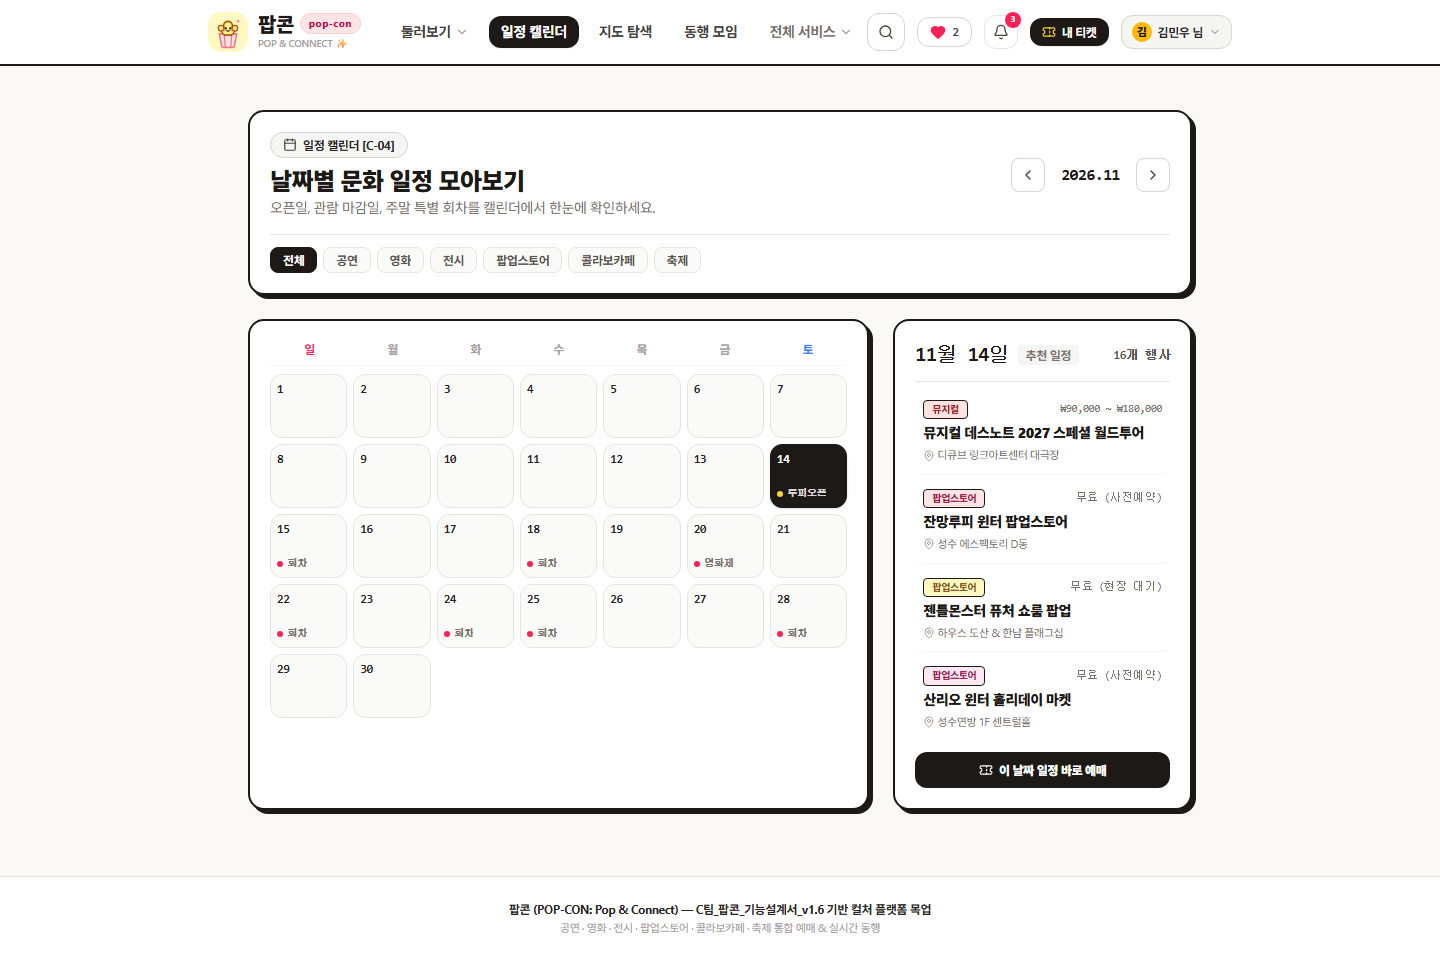 팝콘 pop-con
POP & CONNECT ✨
둘러보기
일정 캘린더
지도 탐색
동행 모임
전체 서비스
2
3
내 티켓
김 김민우 님
일정 캘린더 [C-04]
날짜별 문화 일정 모아보기
오픈일, 관람 마감일, 주말 특별 회차를 캘린더에서 한눈에 확인하세요.
2026.11
전체 공연 영화 전시 팝업스토어 콜라보카페 축제
일 월 화 수 목 금 토
1 2 3 4 5 6 7
8 9 10 11 12 13 14
루피오픈
15 16 17 18 19 20 21
회차 회차 영화제
22 23 24 25 26 27 28
회차 회차 회차 회차
29 30
11월 14일 추천 일정 16개 행사
뮤지컬 ₩90,000 ~ ₩180,000
뮤지컬 데스노트 2027 스페셜 월드투어
디큐브 링크아트센터 대극장
팝업스토어 무료 (사전예약)
잔망루피 윈터 팝업스토어
성수 에스팩토리 D동
팝업스토어 무료 (현장 대기)
젠틀몬스터 퓨처 쇼룸 팝업
하우스 도산 & 한남 플래그십
팝업스토어 무료 (사전예약)
산리오 윈터 홀리데이 마켓
성수연방 1F 센트럴홀
이 날짜 일정 바로 예매
팝콘 (POP-CON: Pop & Connect) — C팀_팝콘_기능설계서_v1.6 기반 컬처 플랫폼 목업
공연 · 영화 · 전시 · 팝업스토어 · 콜라보카페 · 축제 통합 예매 & 실시간 동행